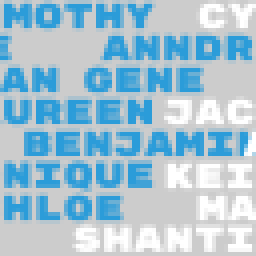 MOTHY CY
E ANNDR
AN GENE
UREEN JAC
BENJAMIN
NIQUE KEI
HLOE MA
SHANTI